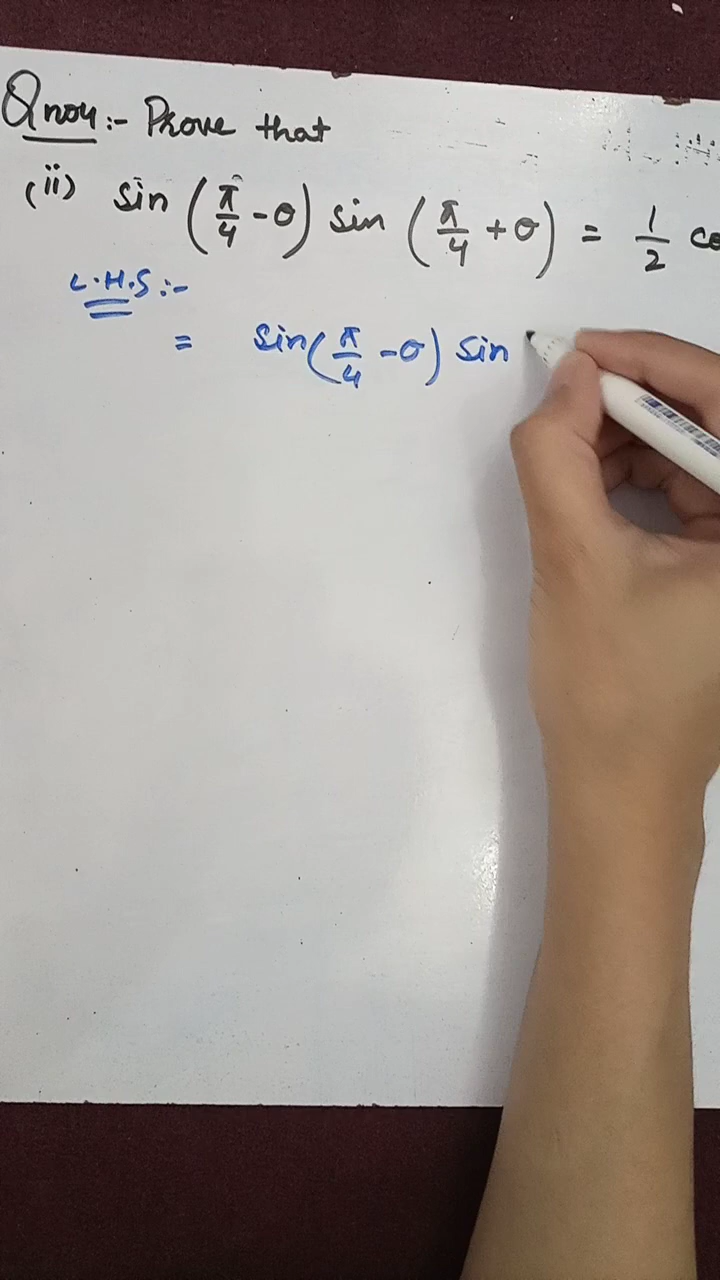 Q no4:- Prove that
(ii) sin (π/4 - θ) sin (π/4 + θ) = 1/2
L.H.S:-
= sin(π/4 - θ) sin